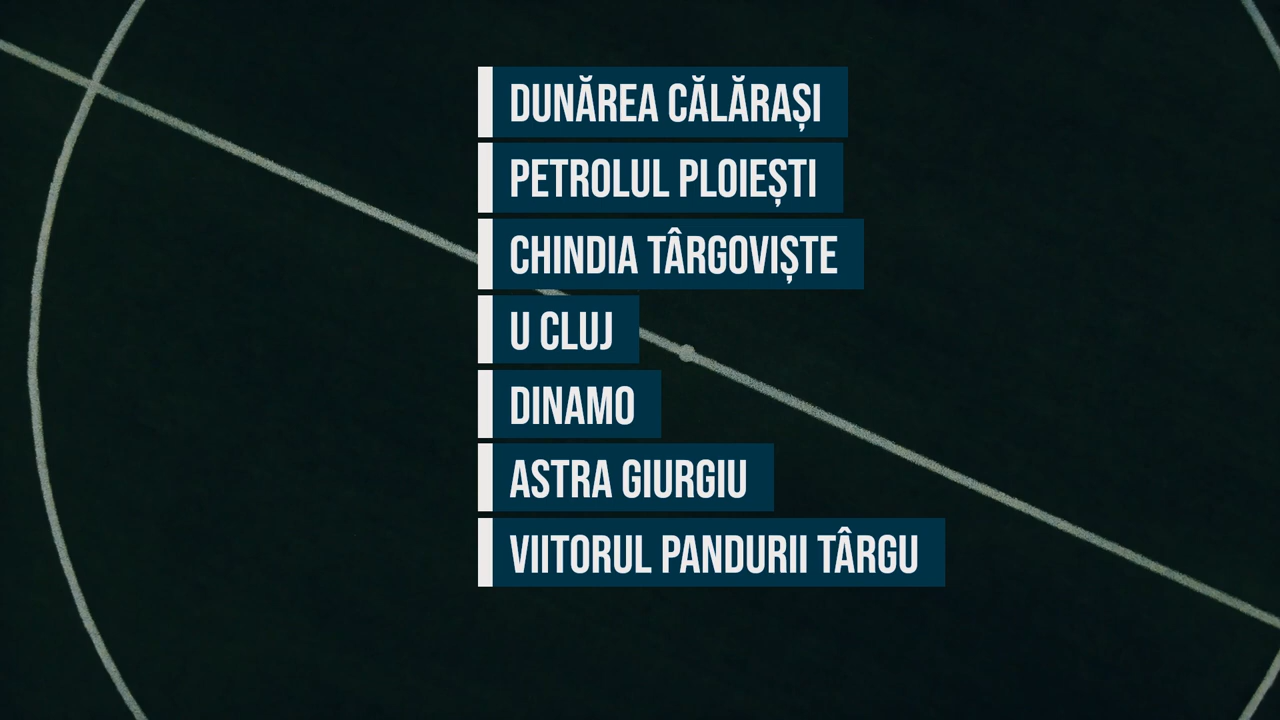 DUNĂREA CĂLĂRAȘI
PETROLUL PLOIEȘTI
CHINDIA TÂRGOVIȘTE
U CLUJ
DINAMO
ASTRA GIURGIU
VIITORUL PANDURII TÂRGU